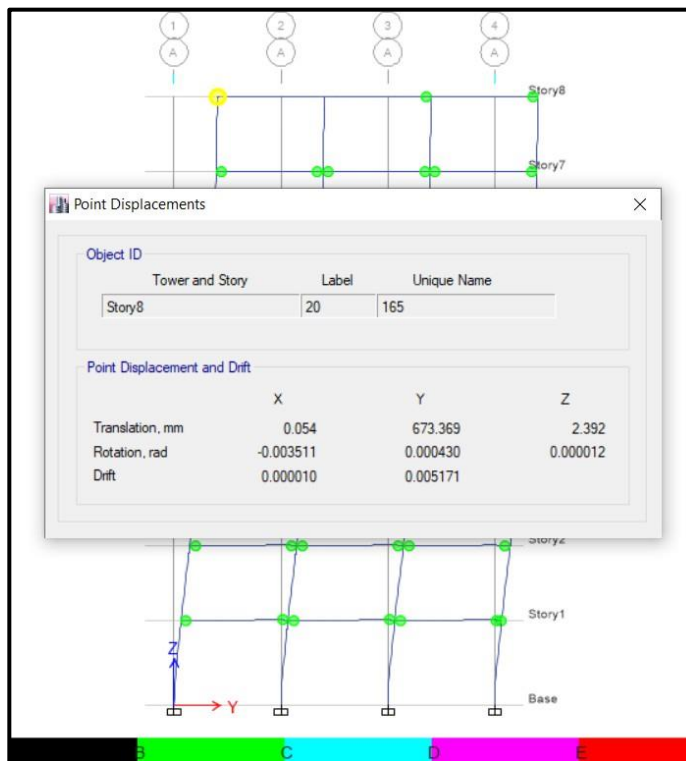 1 2 3 4
A A A A
Story8
Story7
Point Displacements
Object ID
Tower and Story Label Unique Name
Story8 20 165
Point Displacement and Drift
X Y Z
Translation, mm 0.054 673.369 2.392
Rotation, rad -0.003511 0.000430 0.000012
Drift 0.000010 0.005171
Story2
Story1
Z
Y
Base
B C D E